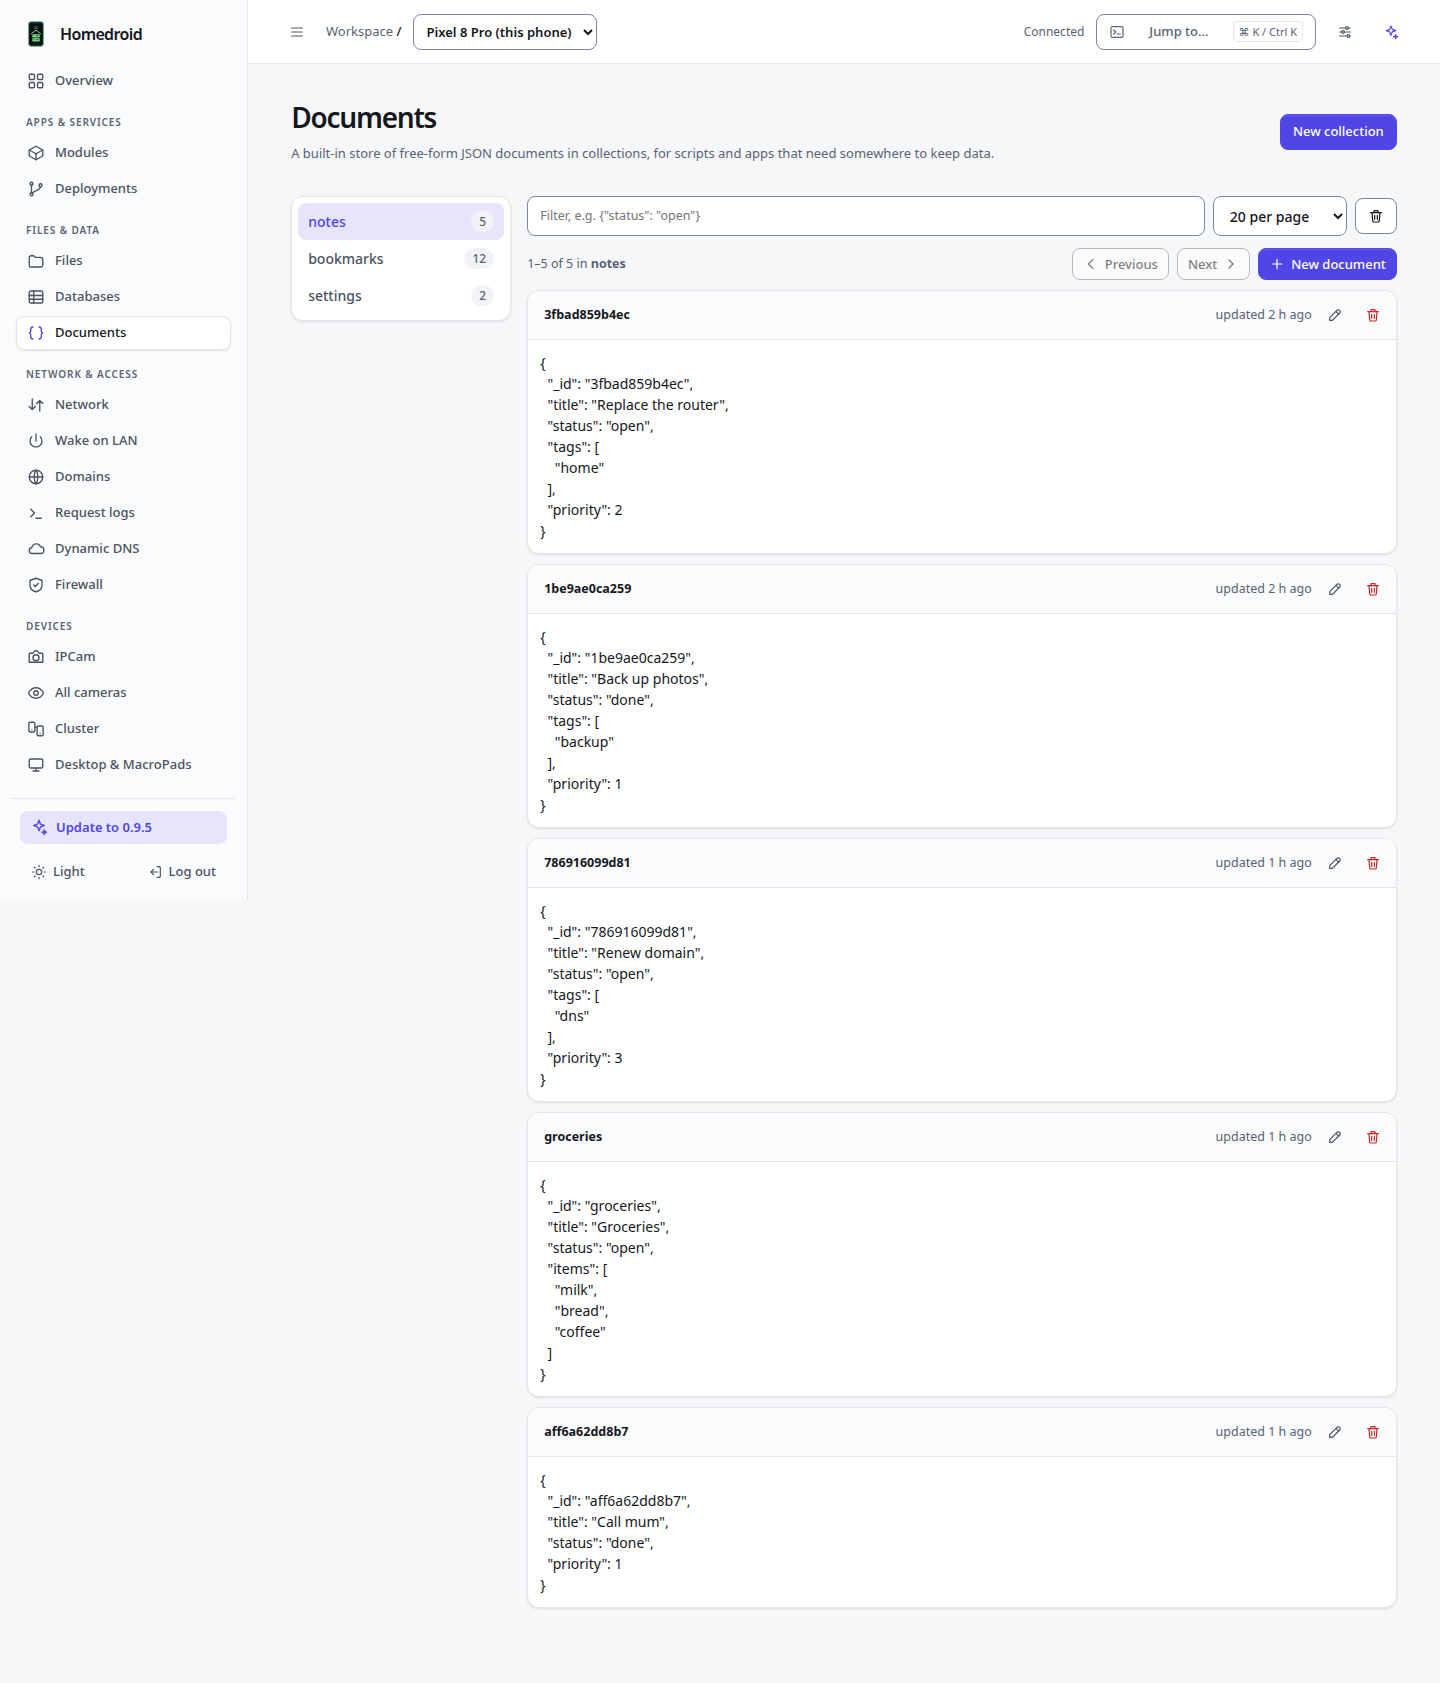 Homedroid
Overview
APPS & SERVICES
Modules
Deployments
FILES & DATA
Files
Databases
Documents
NETWORK & ACCESS
Network
Wake on LAN
Domains
Request logs
Dynamic DNS
Firewall
DEVICES
IPCam
All cameras
Cluster
Desktop & MacroPads
Update to 0.9.5
Light
Log out
Workspace /
Pixel 8 Pro (this phone)
Connected
Jump to...
⌘ K / Ctrl K
Documents
A built-in store of free-form JSON documents in collections, for scripts and apps that need somewhere to keep data.
New collection
notes 5
bookmarks 12
settings 2
Filter, e.g. {"status": "open"}
20 per page
1–5 of 5 in notes
Previous
Next
New document
3fbad859b4ec
updated 2 h ago
{
"_id": "3fbad859b4ec",
"title": "Replace the router",
"status": "open",
"tags": [
"home"
],
"priority": 2
}
1be9ae0ca259
updated 2 h ago
{
"_id": "1be9ae0ca259",
"title": "Back up photos",
"status": "done",
"tags": [
"backup"
],
"priority": 1
}
786916099d81
updated 1 h ago
{
"_id": "786916099d81",
"title": "Renew domain",
"status": "open",
"tags": [
"dns"
],
"priority": 3
}
groceries
updated 1 h ago
{
"_id": "groceries",
"title": "Groceries",
"status": "open",
"items": [
"milk",
"bread",
"coffee"
]
}
aff6a62dd8b7
updated 1 h ago
{
"_id": "aff6a62dd8b7",
"title": "Call mum",
"status": "done",
"priority": 1
}